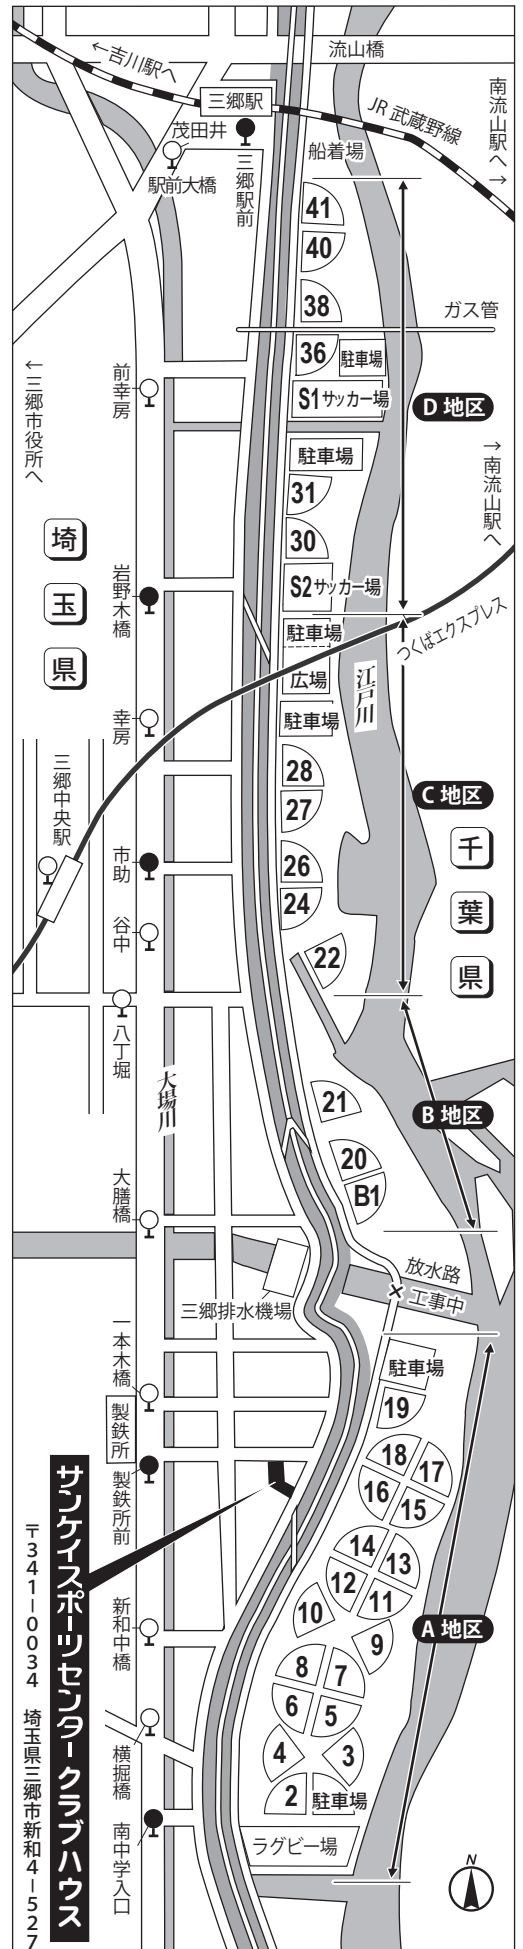 流山橋
←吉川駅へ
三郷駅
JR 武蔵野線
南流山駅へ→
茂田井
駅前大橋
三郷駅前
船着場
41
40
38
ガス管
36
駐車場
S1サッカー場
D 地区
前幸房
←三郷市役所へ
駐車場
→南流山駅へ
31
30
埼玉県
岩野木橋
S2サッカー場
つくばエクスプレス
駐車場
広場
江戸川
駐車場
幸房
三郷中央駅
28
27
C 地区
千葉県
市助
26
24
谷中
22
八丁堀
大場川
21
B 地区
20
B1
大膳橋
放水路
×工事中
三郷排水機場
一本木橋
駐車場
19
製鉄所
製鉄所前
18
17
16
15
14
13
12
11
10
9
A 地区
新和中橋
8
7
6
5
横堀橋
4
3
2
駐車場
南中学入口
ラグビー場
サンケイスポーツセンタークラブハウス
〒341-0034 埼玉県三郷市新和4-527
N